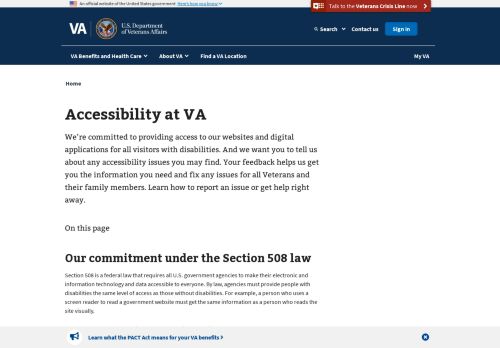 An official website of the United States government Here's how you know
Talk to the Veterans Crisis Line now
VA
U.S. Department
of Veterans Affairs
Search
Contact us
Sign in
VA Benefits and Health Care
About VA
Find a VA Location
My VA
Home
Accessibility at VA
We're committed to providing access to our websites and digital
applications for all visitors with disabilities. And we want you to tell us
about any accessibility issues you may find. Your feedback helps us get
you the information you need and fix any issues for all Veterans and
their family members. Learn how to report an issue or get help right
away.
On this page
Our commitment under the Section 508 law
Section 508 is a federal law that requires all U.S. government agencies to make their electronic and
information technology and data accessible to everyone. By law, agencies must provide people with
disabilities the same level of access as those without disabilities. For example, a person who uses a
screen reader to read a government website must get the same information as a person who reads the
site visually.
Learn what the PACT Act means for your VA benefits